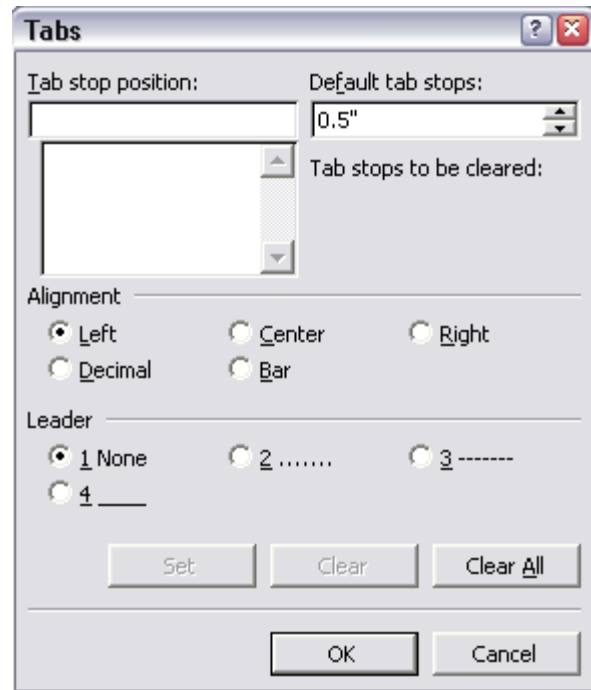 Tabs
Tab stop position: Default tab stops:
0.5"
Tab stops to be cleared:
Alignment
Left Center Right
Decimal Bar
Leader
1 None 2 ....... 3 -------
4 ____
Set Clear Clear All
OK Cancel